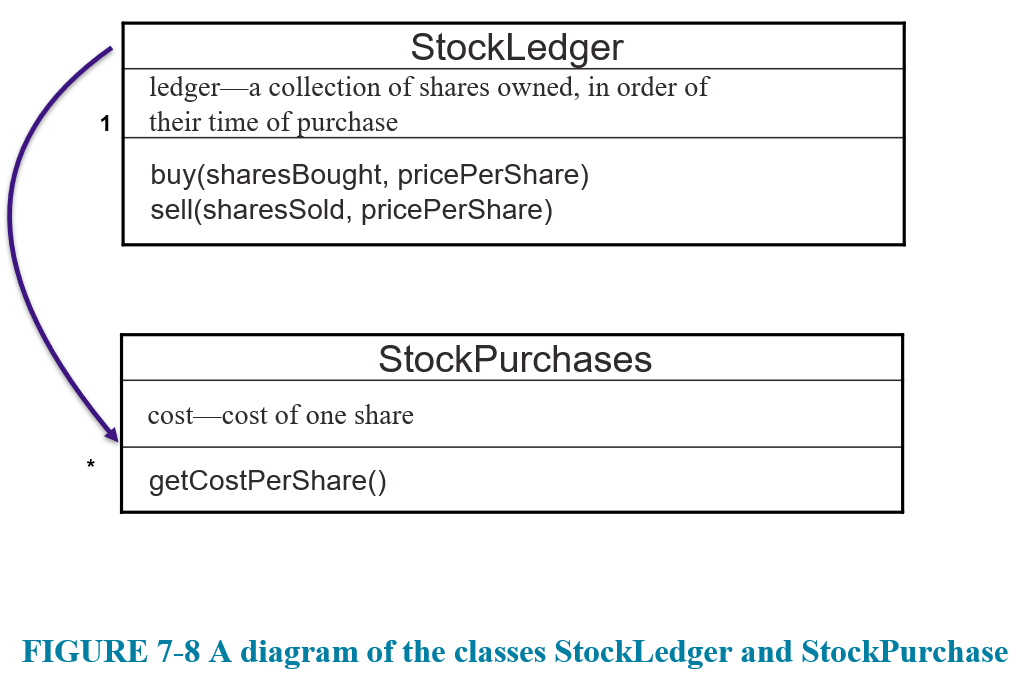 StockLedger
ledger—a collection of shares owned, in order of
their time of purchase
1
buy(sharesBought, pricePerShare)
sell(sharesSold, pricePerShare)
StockPurchases
cost—cost of one share
*
getCostPerShare()
FIGURE 7-8 A diagram of the classes StockLedger and StockPurchase